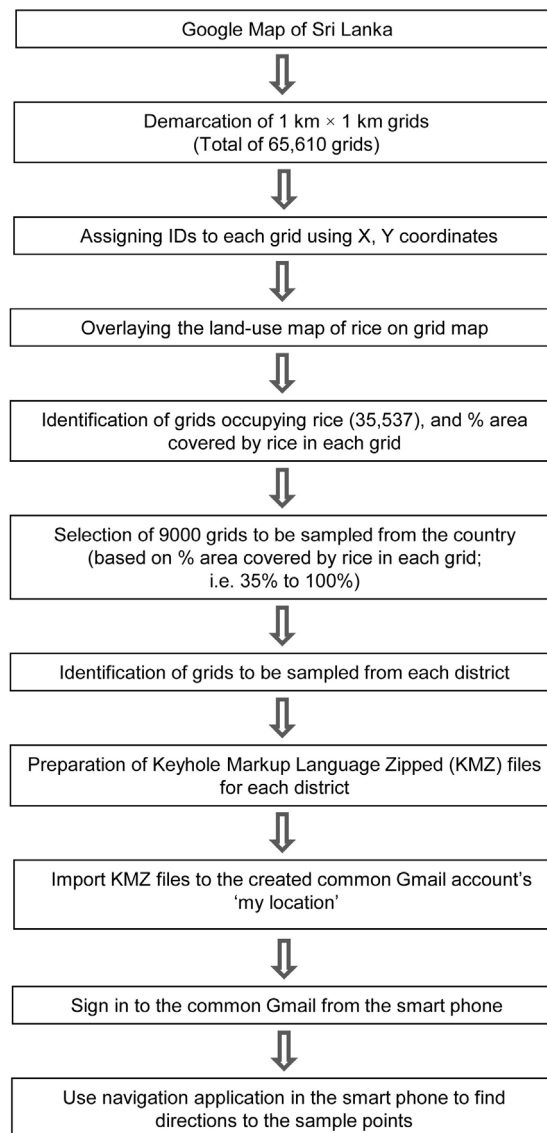 Google Map of Sri Lanka
Demarcation of 1 km × 1 km grids
(Total of 65,610 grids)
Assigning IDs to each grid using X, Y coordinates
Overlaying the land-use map of rice on grid map
Identification of grids occupying rice (35,537), and % area
covered by rice in each grid
Selection of 9000 grids to be sampled from the country
(based on % area covered by rice in each grid;
i.e. 35% to 100%)
Identification of grids to be sampled from each district
Preparation of Keyhole Markup Language Zipped (KMZ) files
for each district
Import KMZ files to the created common Gmail account’s
‘my location’
Sign in to the common Gmail from the smart phone
Use navigation application in the smart phone to find
directions to the sample points